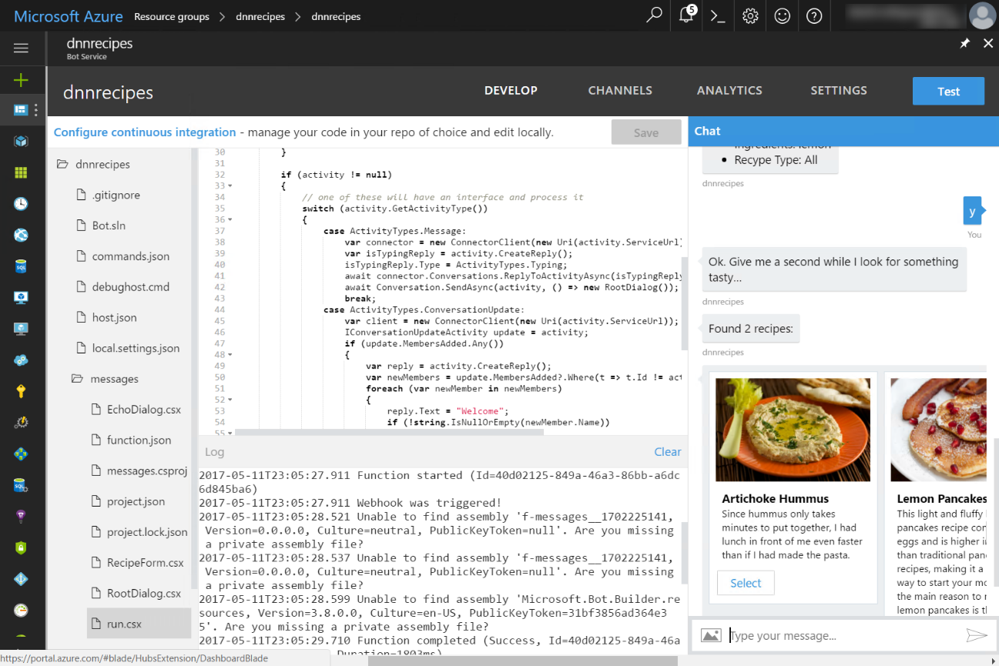 Microsoft Azure Resource groups > dnnrecipes > dnnrecipes
5
dnnrecipes
Bot Service
dnnrecipes
DEVELOP CHANNELS ANALYTICS SETTINGS Test
Configure continuous integration - manage your code in your repo of choice and edit locally.
Save
dnnrecipes
.gitignore
Bot.sln
commands.json
debughost.cmd
host.json
local.settings.json
messages
EchoDialog.csx
function.json
messages.csproj
project.json
project.lock.json
RecipeForm.csx
RootDialog.csx
run.csx
30 }
31
32 if (activity != null)
33 {
34 // one of these will have an interface and process it
35 switch (activity.GetActivityType())
36 {
37 case ActivityTypes.Message:
38 var connector = new ConnectorClient(new Uri(activity.ServiceUrl)
39 var isTypingReply = activity.CreateReply();
40 isTypingReply.Type = ActivityTypes.Typing;
41 await connector.Conversations.ReplyToActivityAsync(isTypingReply
42 await Conversation.SendAsync(activity, () => new RootDialog());
43 break;
44 case ActivityTypes.ConversationUpdate:
45 var client = new ConnectorClient(new Uri(activity.ServiceUrl));
46 IConversationUpdateActivity update = activity;
47 if (update.MembersAdded.Any())
48 {
49 var reply = activity.CreateReply();
50 var newMembers = update.MembersAdded?.Where(t => t.Id != act
51 foreach (var newMember in newMembers)
52 {
53 reply.Text = "Welcome";
54 if (!string.IsNullOrEmpty(newMember.Name))
55
Log Clear
2017-05-11T23:05:27.911 Function started (Id=40d02125-849a-46a3-86bb-a6dc
6d845ba6)
2017-05-11T23:05:27.911 Webhook was triggered!
2017-05-11T23:05:28.521 Unable to find assembly 'f-messages__1702225141,
Version=0.0.0.0, Culture=neutral, PublicKeyToken=null'. Are you missing
a private assembly file?
2017-05-11T23:05:28.537 Unable to find assembly 'f-messages__1702225141,
Version=0.0.0.0, Culture=neutral, PublicKeyToken=null'. Are you missing
a private assembly file?
2017-05-11T23:05:28.599 Unable to find assembly 'Microsoft.Bot.Builder.re
sources, Version=3.8.0.0, Culture=en-US, PublicKeyToken=31bf3856ad364e3
5'. Are you missing a private assembly file?
2017-05-11T23:05:29.710 Function completed (Success, Id=40d02125-849a-46a
Duration=1803ms)
Chat
Ingredients: lemon
• Recype Type: All
dnnrecipes
y
You
Ok. Give me a second while I look for something
tasty...
dnnrecipes
Found 2 recipes:
dnnrecipes
Artichoke Hummus
Since hummus only takes
minutes to put together, I had
lunch in front of me even faster
than if I had made the pasta.
Select
Lemon Pancakes
This light and fluffy
pancakes recipe con
eggs and is higher in
than traditional pan
recipes, making it a
way to start your mo
the main reason to
lemon pancakes is th
Type your message...
https://portal.azure.com/#blade/HubsExtension/DashboardBlade
SQL
SQL